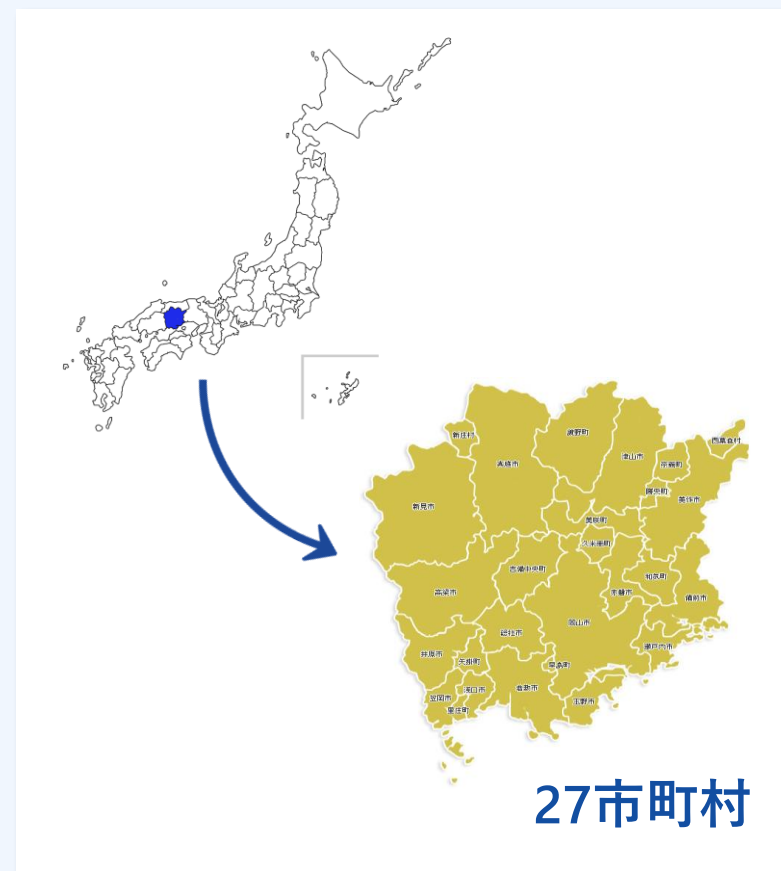 西粟倉村
鏡野町
新庄村
津山市
真庭市
奈義町
勝央町
美作市
新見市
美咲町
久米南町
吉備中央町
和気町
高梁市
赤磐市
備前市
岡山市
総社市
瀬戸内市
井原市
矢掛町
早島町
浅口市
倉敷市
笠岡市
玉野市
里庄町
27市町村